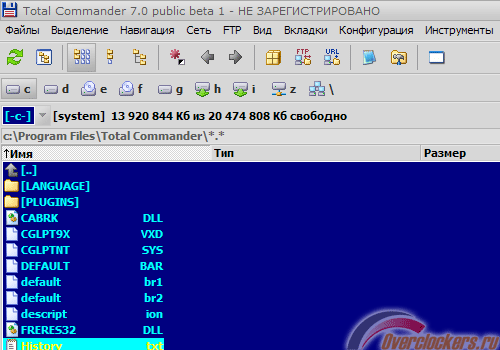 Total Commander 7.0 public beta 1 - НЕ ЗАРЕГИСТРИРОВАНО
Файлы Выделение Навигация Сеть FTP Вид Вкладки Конфигурация Инструменты
FTP URL
c d e f g h i z \
[-c-] [system] 13 920 844 Кб из 20 474 808 Кб свободно
c:\Program Files\Total Commander\*.*
↑Имя Тип Размер
[..]
[LANGUAGE]
[PLUGINS]
CABRK DLL
CGLPT9X VXD
CGLPTNT SYS
DEFAULT BAR
default br1
default br2
descript ion
FRERES32 DLL
History txt
Overclockers.ru